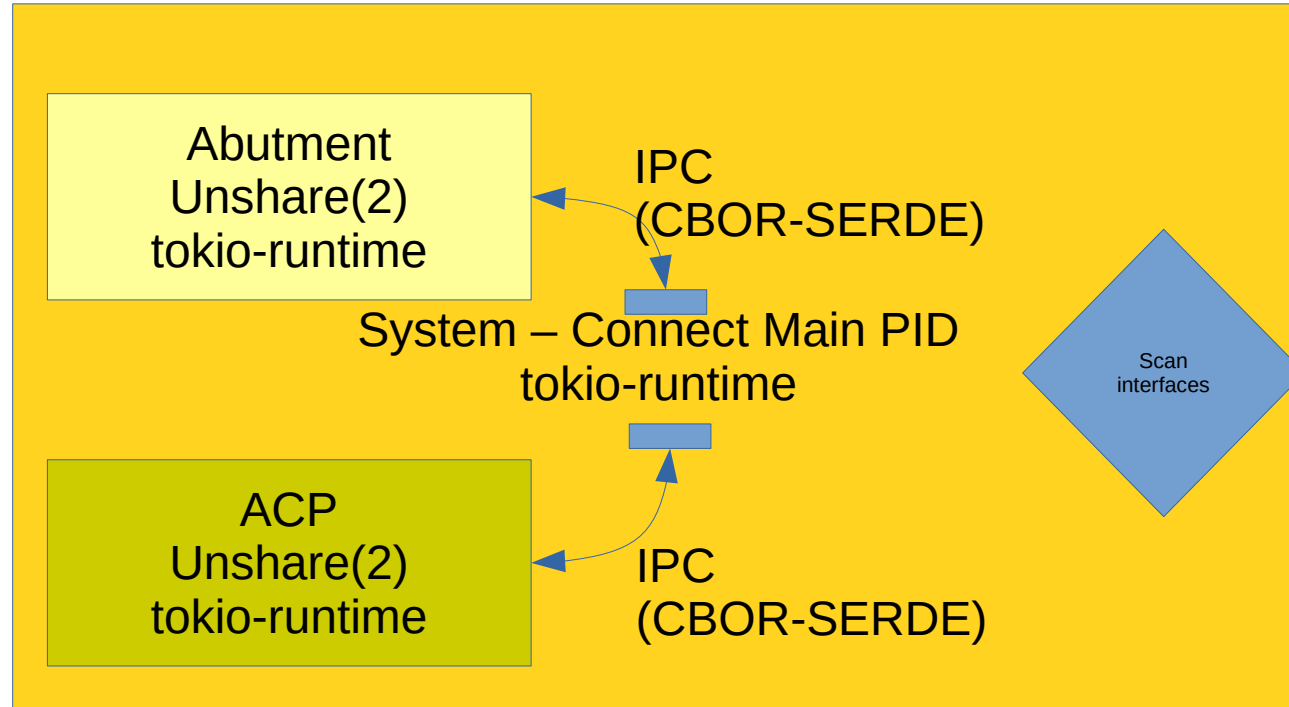 Abutment
Unshare(2)
tokio-runtime
IPC
(CBOR-SERDE)
System – Connect Main PID
tokio-runtime
Scan
interfaces
ACP
Unshare(2)
tokio-runtime
IPC
(CBOR-SERDE)